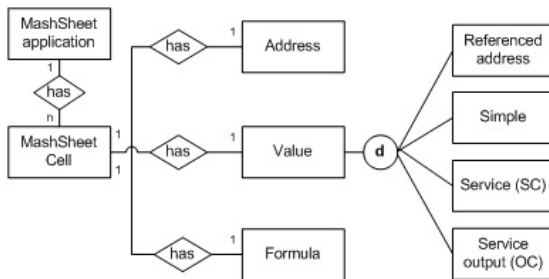 MashSheet
application
1
has
n
MashSheet
Cell
1
1
has
1
Address
has
1
Value
has
1
Formula
d
Referenced
address
Simple
Service (SC)
Service
output (OC)